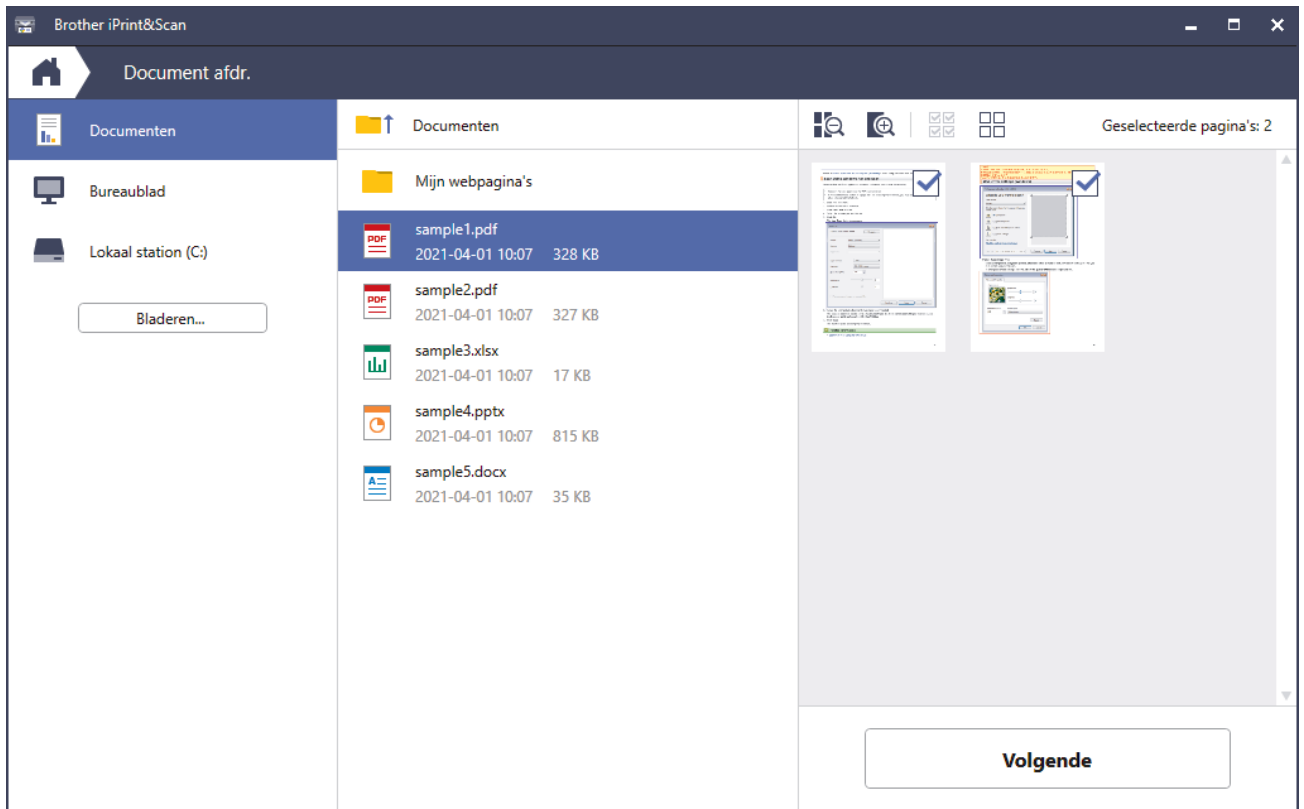 Brother iPrint&Scan
Document afdr.
Documenten
Bureaublad
Lokaal station (C:)
Bladeren...
Documenten
Mijn webpagina's
PDF
sample1.pdf
2021-04-01 10:07 328 KB
PDF
sample2.pdf
2021-04-01 10:07 327 KB
sample3.xlsx
2021-04-01 10:07 17 KB
sample4.pptx
2021-04-01 10:07 815 KB
A
sample5.docx
2021-04-01 10:07 35 KB
Geselecteerde pagina's: 2
Volgende